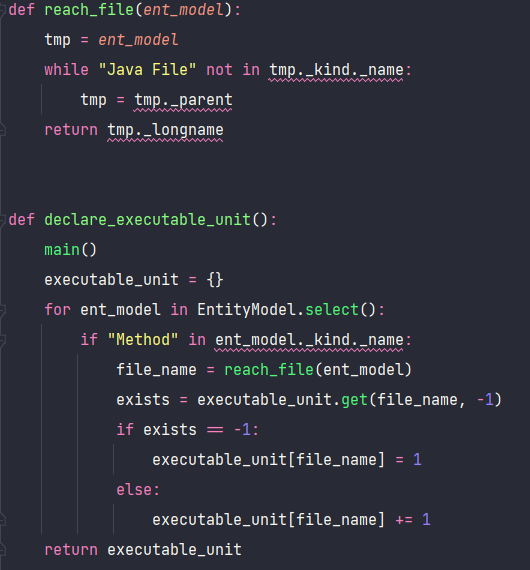 def reach_file(ent_model):
    tmp = ent_model
    while "Java File" not in tmp._kind._name:
        tmp = tmp._parent
    return tmp._longname
def declare_executable_unit():
    main()
    executable_unit = {}
    for ent_model in EntityModel.select():
        if "Method" in ent_model._kind._name:
            file_name = reach_file(ent_model)
            exists = executable_unit.get(file_name, -1)
            if exists == -1:
                executable_unit[file_name] = 1
            else:
                executable_unit[file_name] += 1
    return executable_unit